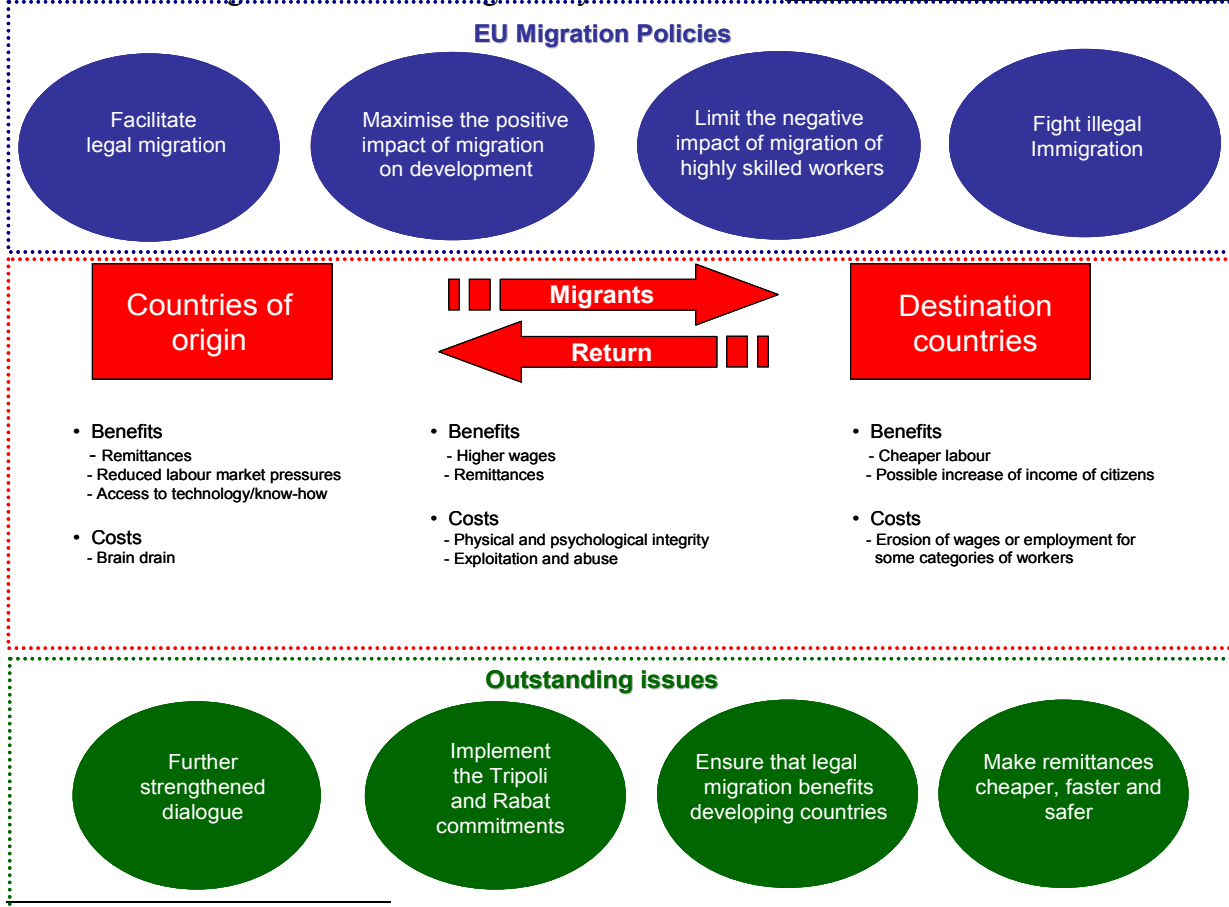 EU Migration Policies
Facilitate
legal migration
Maximise the positive
impact of migration
on development
Limit the negative
impact of migration of
highly skilled workers
Fight illegal
Immigration
Countries of
origin
Migrants
Return
Destination
countries
• Benefits
- Remittances
- Reduced labour market pressures
- Access to technology/know-how
• Costs
- Brain drain
• Benefits
- Higher wages
- Remittances
• Costs
- Physical and psychological integrity
- Exploitation and abuse
• Benefits
- Cheaper labour
- Possible increase of income of citizens
• Costs
- Erosion of wages or employment for
some categories of workers
Outstanding issues
Further
strengthened
dialogue
Implement
the Tripoli
and Rabat
commitments
Ensure that legal
migration benefits
developing countries
Make remittances
cheaper, faster and
safer